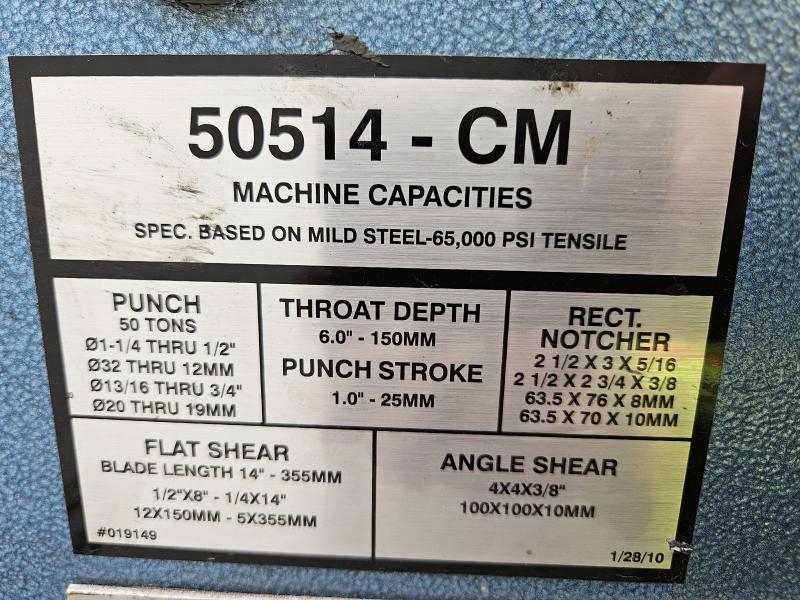 50514 - CM
MACHINE CAPACITIES
SPEC. BASED ON MILD STEEL-65,000 PSI TENSILE
PUNCH
50 TONS
Ø1-1/4 THRU 1/2"
Ø32 THRU 12MM
Ø13/16 THRU 3/4"
Ø20 THRU 19MM
THROAT DEPTH
6.0" - 150MM
PUNCH STROKE
1.0" - 25MM
RECT.
NOTCHER
2 1/2 X 3 X 5/16
2 1/2 X 2 3/4 X 3/8
63.5 X 76 X 8MM
63.5 X 70 X 10MM
FLAT SHEAR
BLADE LENGTH 14" - 355MM
1/2"X8" - 1/4X14"
12X150MM - 5X355MM
#019149
ANGLE SHEAR
4X4X3/8"
100X100X10MM
1/28/10